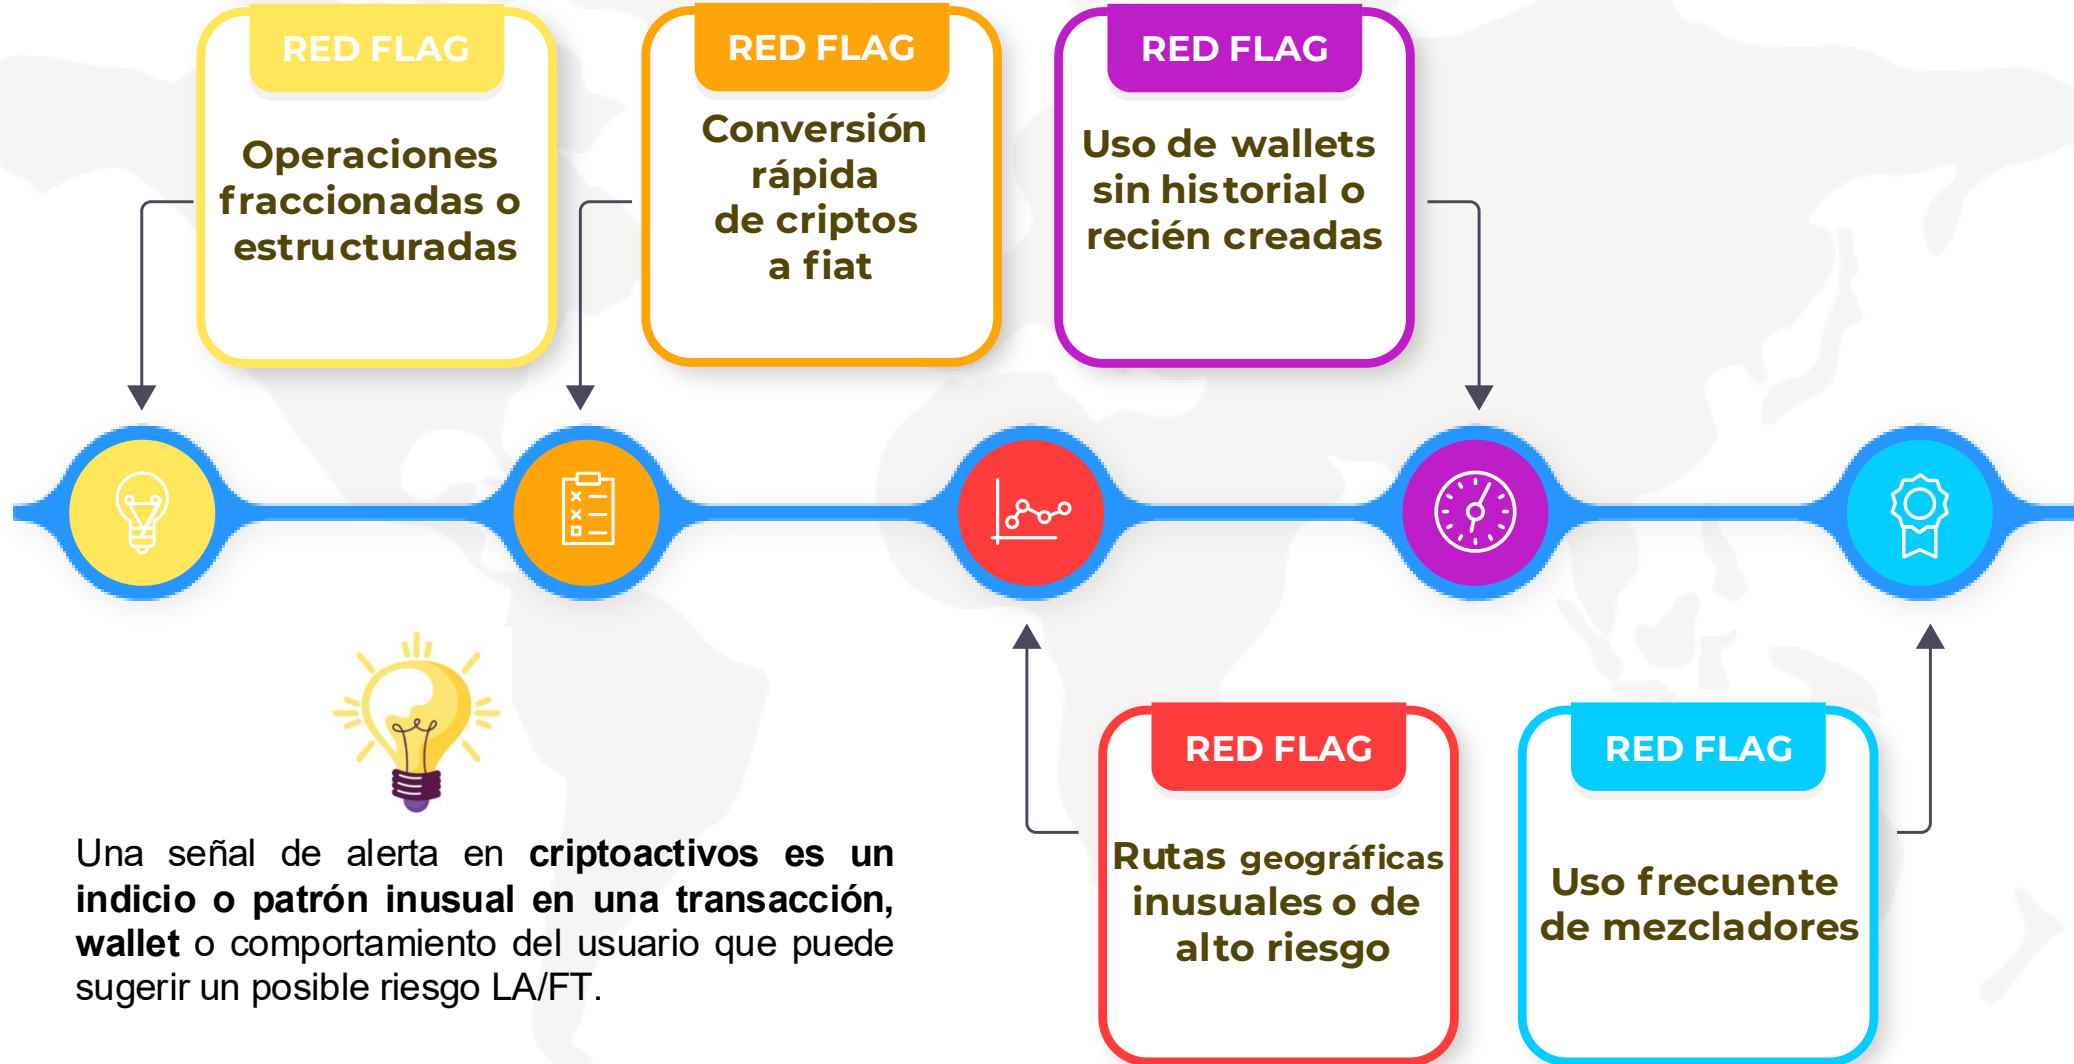 RED FLAG
Operaciones
fraccionadas o
estructuradas
RED FLAG
Conversión
rápida
de criptos
a fiat
RED FLAG
Uso de wallets
sin historial o
recién creadas
Una señal de alerta en criptoactivos es un
indicio o patrón inusual en una transacción,
wallet o comportamiento del usuario que puede
sugerir un posible riesgo LA/FT.
RED FLAG
Rutas geográficas
inusuales o de
alto riesgo
RED FLAG
Uso frecuente
de mezcladores